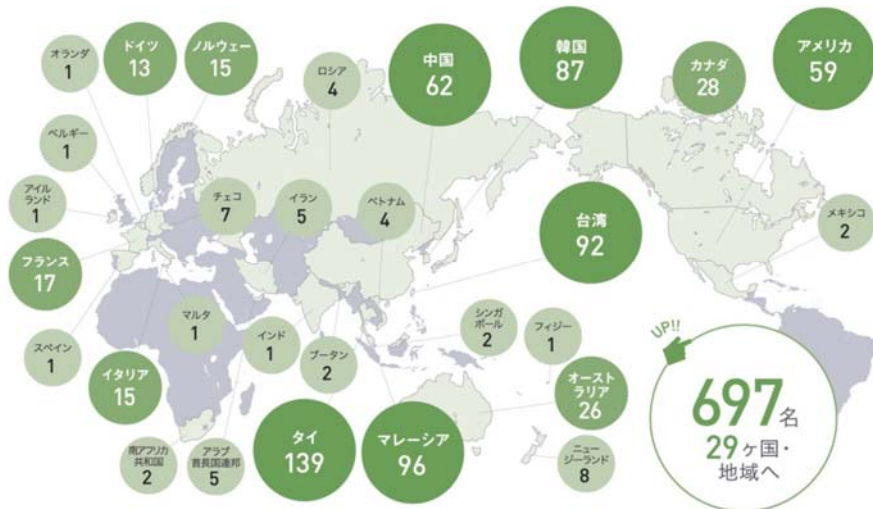 オランダ
1
ドイツ
13
ノルウェー
15
ロシア
4
中国
62
韓国
87
カナダ
28
アメリカ
59
ベルギー
1
アイル
ランド
1
チェコ
7
イラン
5
ベトナム
4
台湾
92
メキシコ
2
フランス
17
スペイン
1
マルタ
1
インド
1
ブータン
2
シンガ
ポール
2
フィジー
1
イタリア
15
オースト
ラリア
26
南アフリカ
共和国
2
アラブ
首長国連邦
5
タイ
139
マレーシア
96
ニュー
ジーランド
8
UP!!
697名
29ヶ国・
地域へ